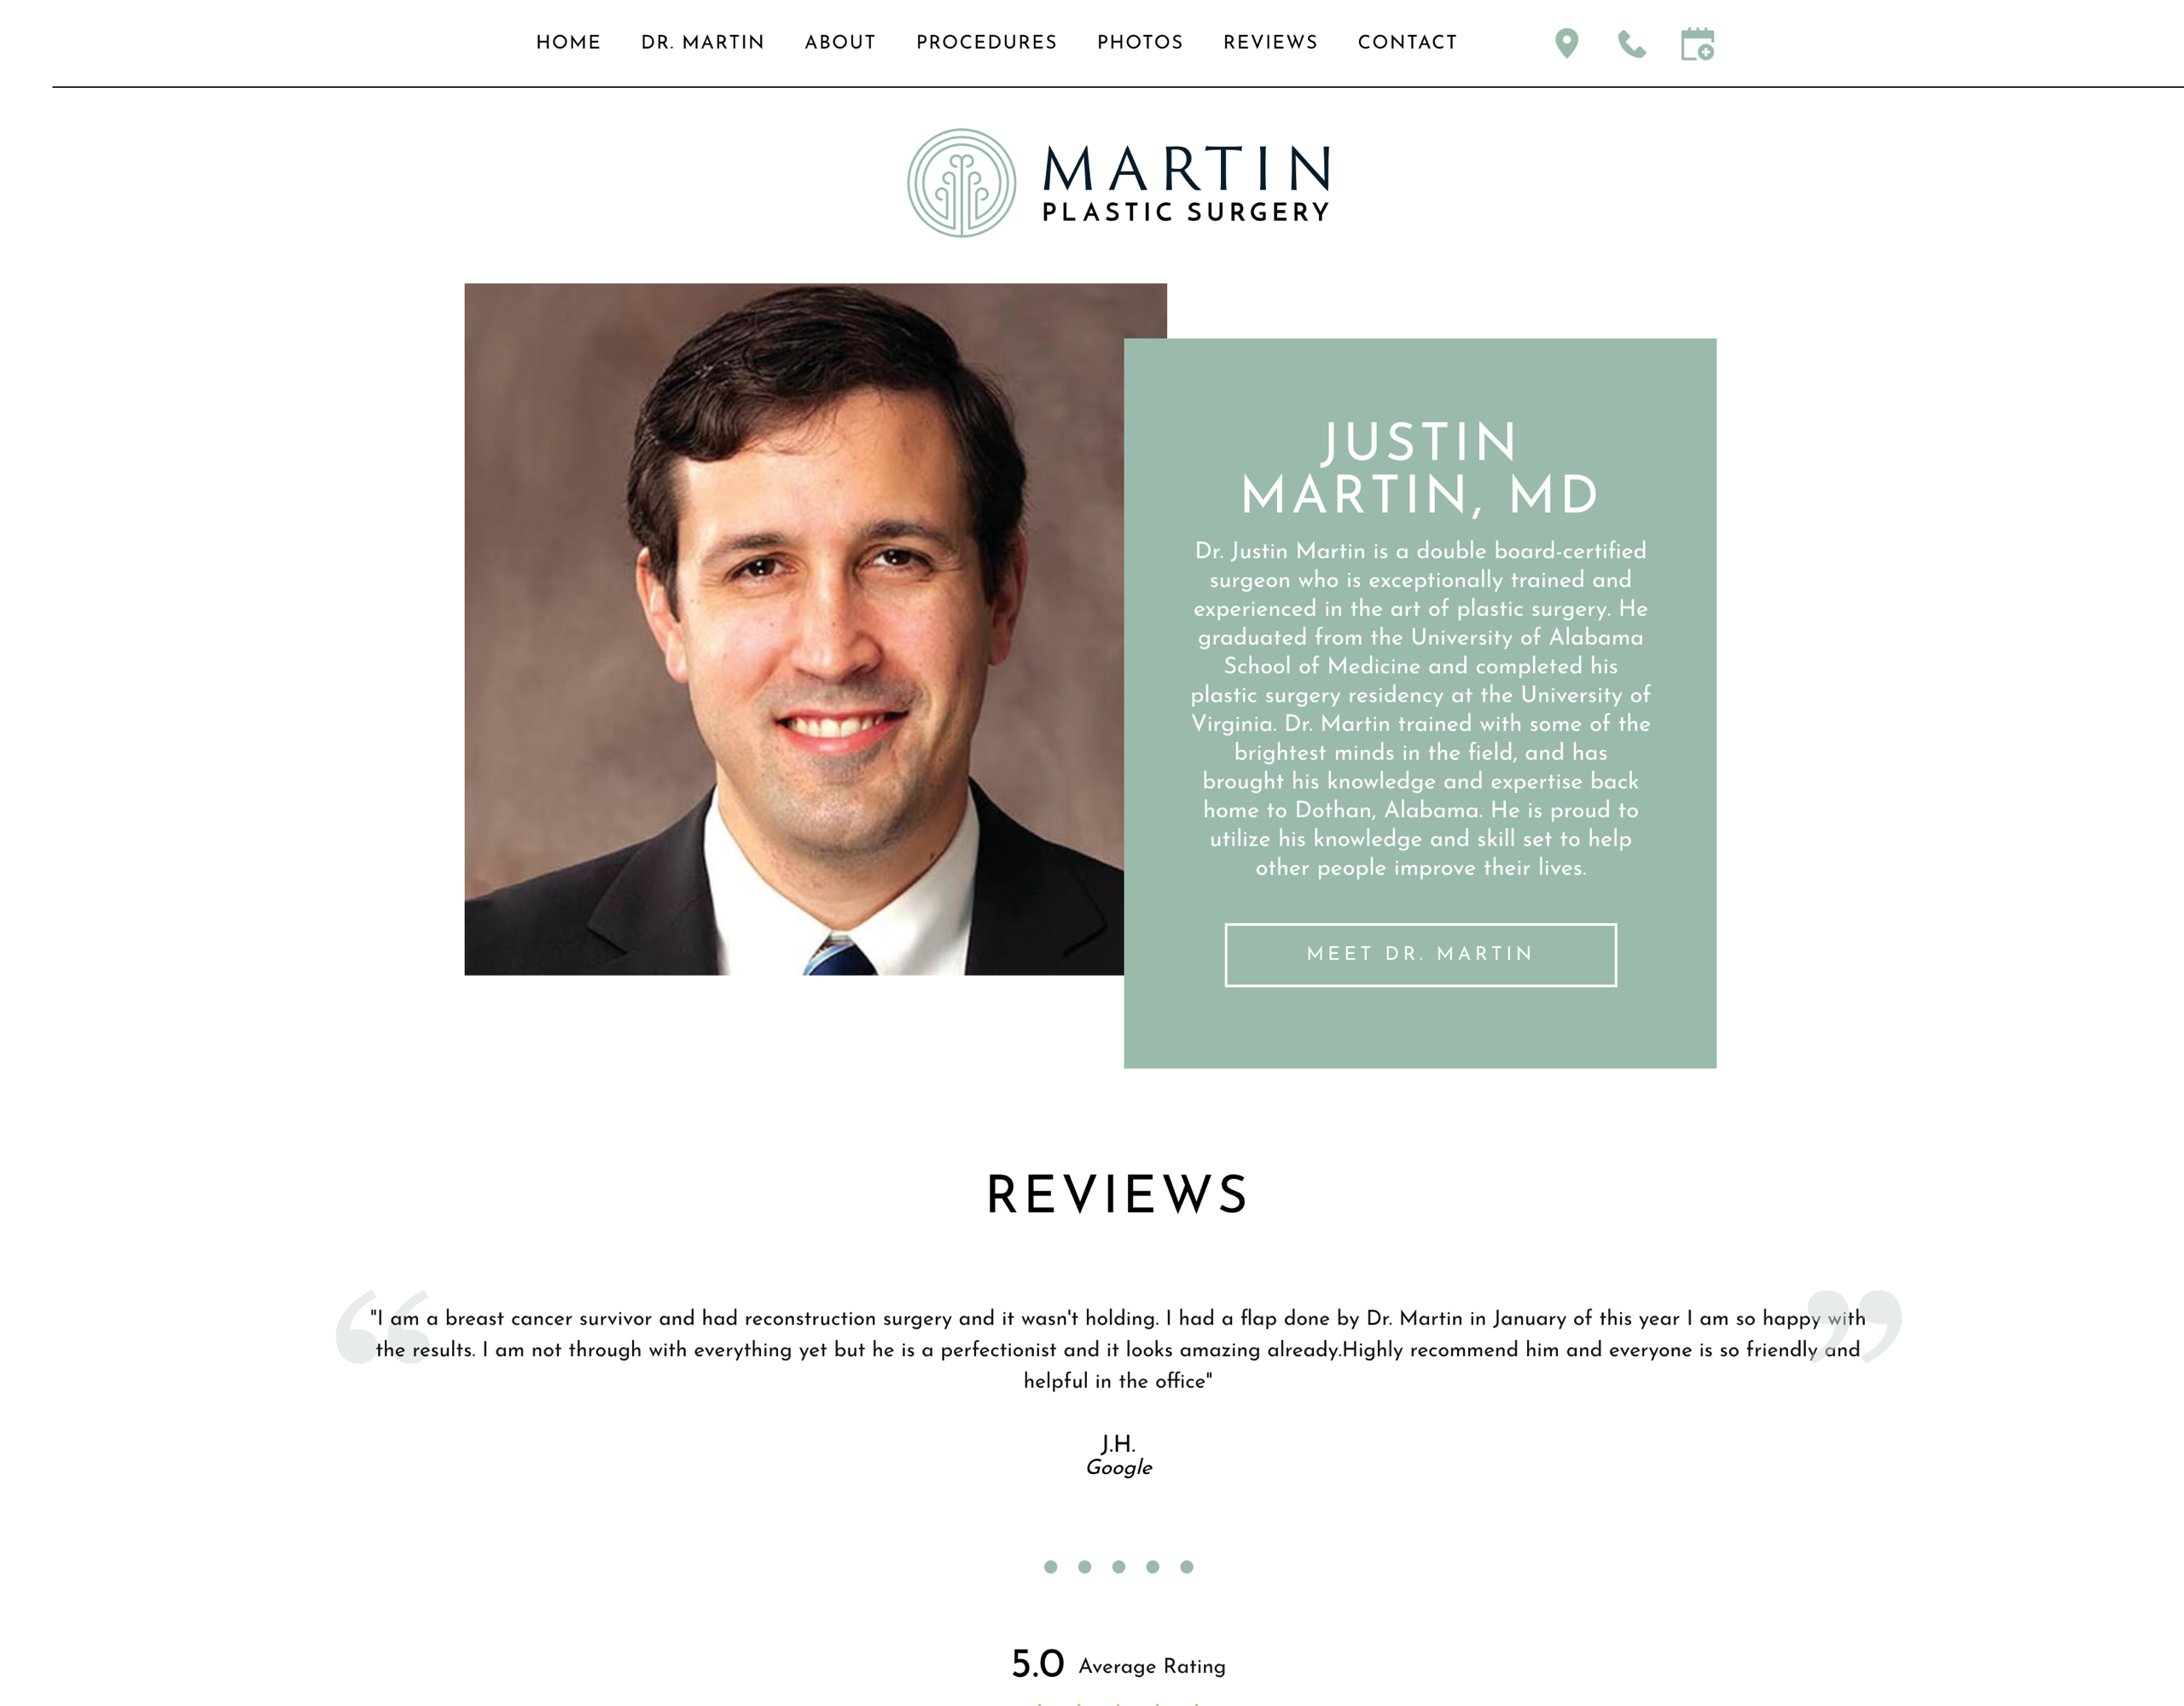 HOME DR. MARTIN ABOUT PROCEDURES PHOTOS REVIEWS CONTACT
MARTIN
PLASTIC SURGERY
JUSTIN
MARTIN, MD
Dr. Justin Martin is a double board-certified
surgeon who is exceptionally trained and
experienced in the art of plastic surgery. He
graduated from the University of Alabama
School of Medicine and completed his
plastic surgery residency at the University of
Virginia. Dr. Martin trained with some of the
brightest minds in the field, and has
brought his knowledge and expertise back
home to Dothan, Alabama. He is proud to
utilize his knowledge and skill set to help
other people improve their lives.
MEET DR. MARTIN
REVIEWS
"I am a breast cancer survivor and had reconstruction surgery and it wasn't holding. I had a flap done by Dr. Martin in January of this year I am so happy with
the results. I am not through with everything yet but he is a perfectionist and it looks amazing already.Highly recommend him and everyone is so friendly and
helpful in the office"
J.H.
Google
5.0 Average Rating